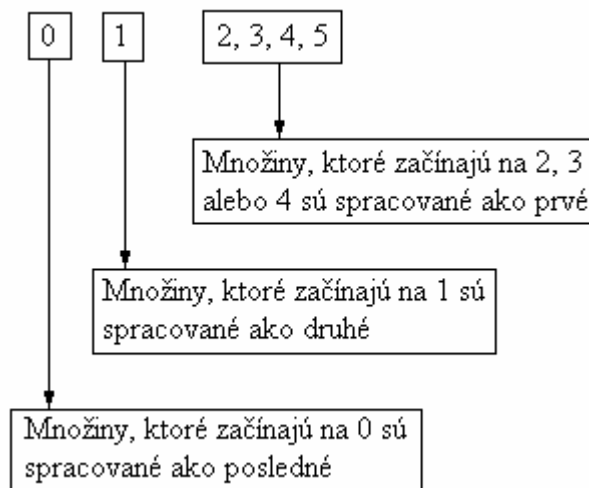 0
1
2, 3, 4, 5
Množiny, ktoré začínajú na 2, 3
alebo 4 sú spracované ako prvé
Množiny, ktoré začínajú na 1 sú
spracované ako druhé
Množiny, ktoré začínajú na 0 sú
spracované ako posledné